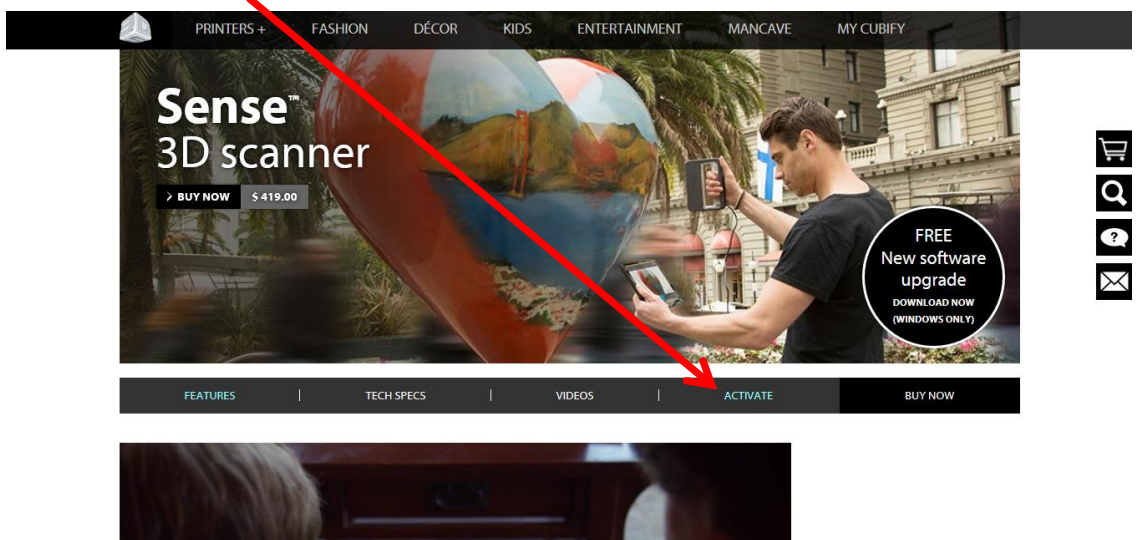 PRINTERS + FASHION DÉCOR KIDS ENTERTAINMENT MANCAVE MY CUBIFY
Sense™
3D scanner
> BUY NOW $ 419.00
FREE
New software
upgrade
DOWNLOAD NOW
(WINDOWS ONLY)
FEATURES | TECH SPECS | VIDEOS | ACTIVATE BUY NOW